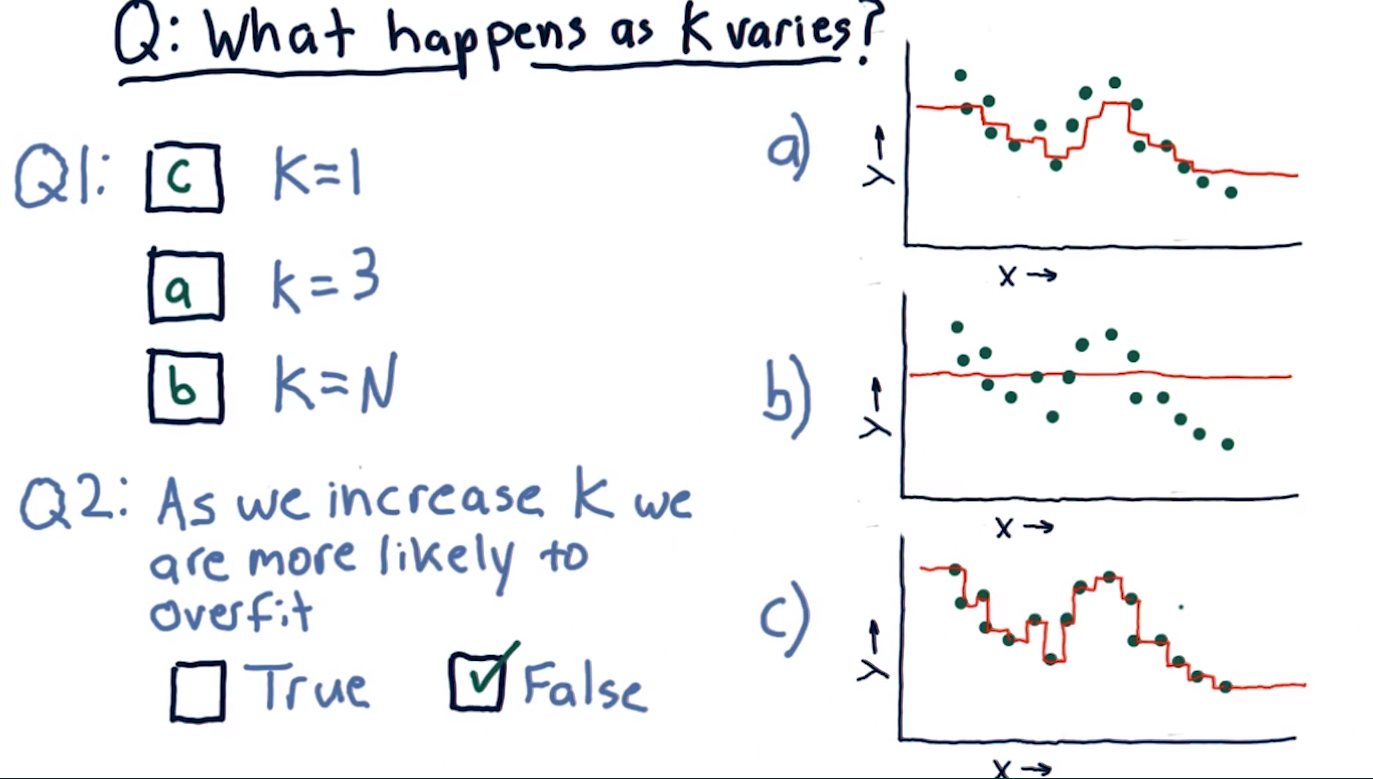 Q: What happens as K varies?
Q1: c K=1
a K=3
b K=N
Q2: As we increase K we
are more likely to
overfit
True ✓ False
a)
Y→
X→
b)
Y→
X→
c)
Y→
X→